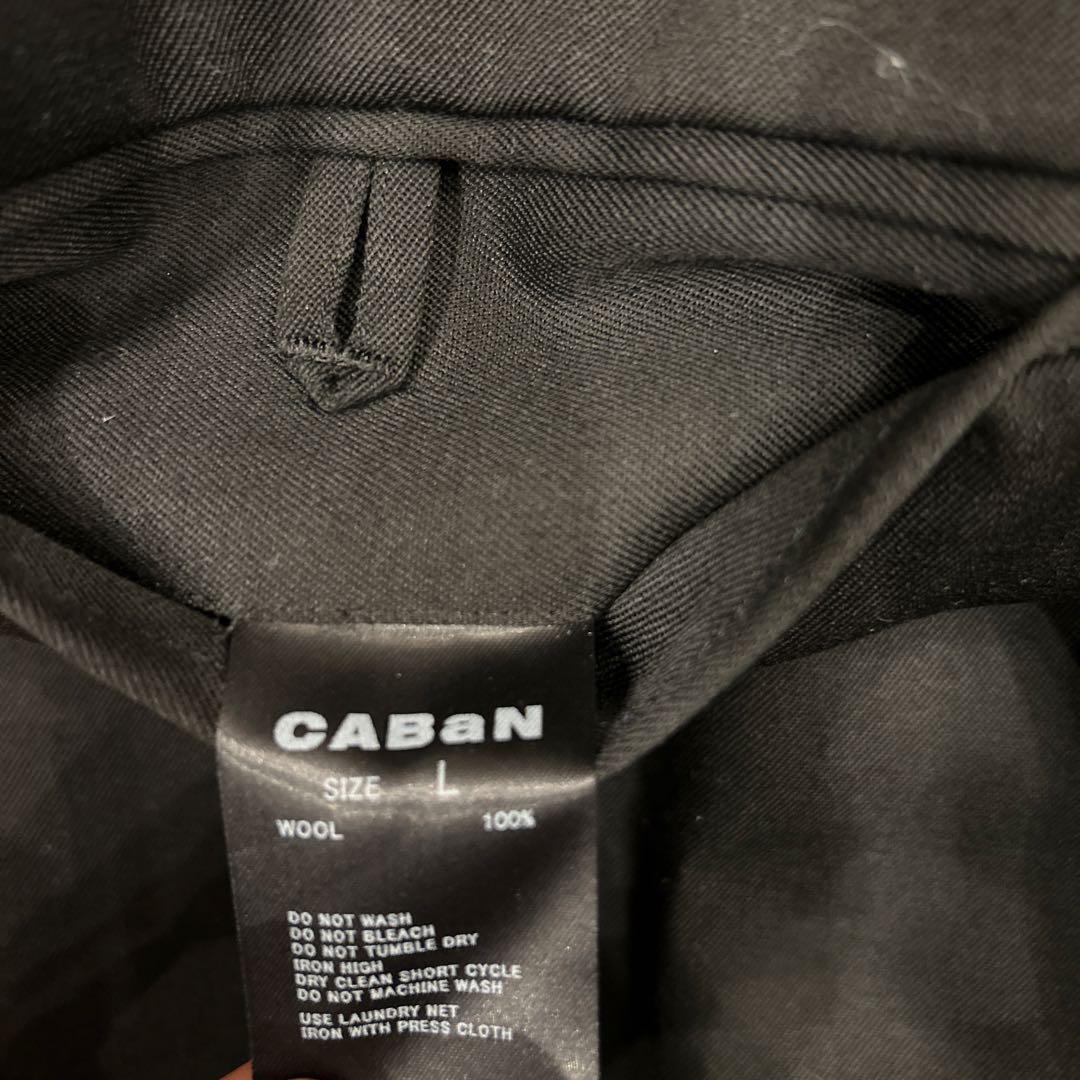 CABaN
SIZE L
WOOL 100%
DO NOT WASH
DO NOT BLEACH
DO NOT TUMBLE DRY
IRON HIGH
DRY CLEAN SHORT CYCLE
DO NOT MACHINE WASH
USE LAUNDRY NET
IRON WITH PRESS CLOTH